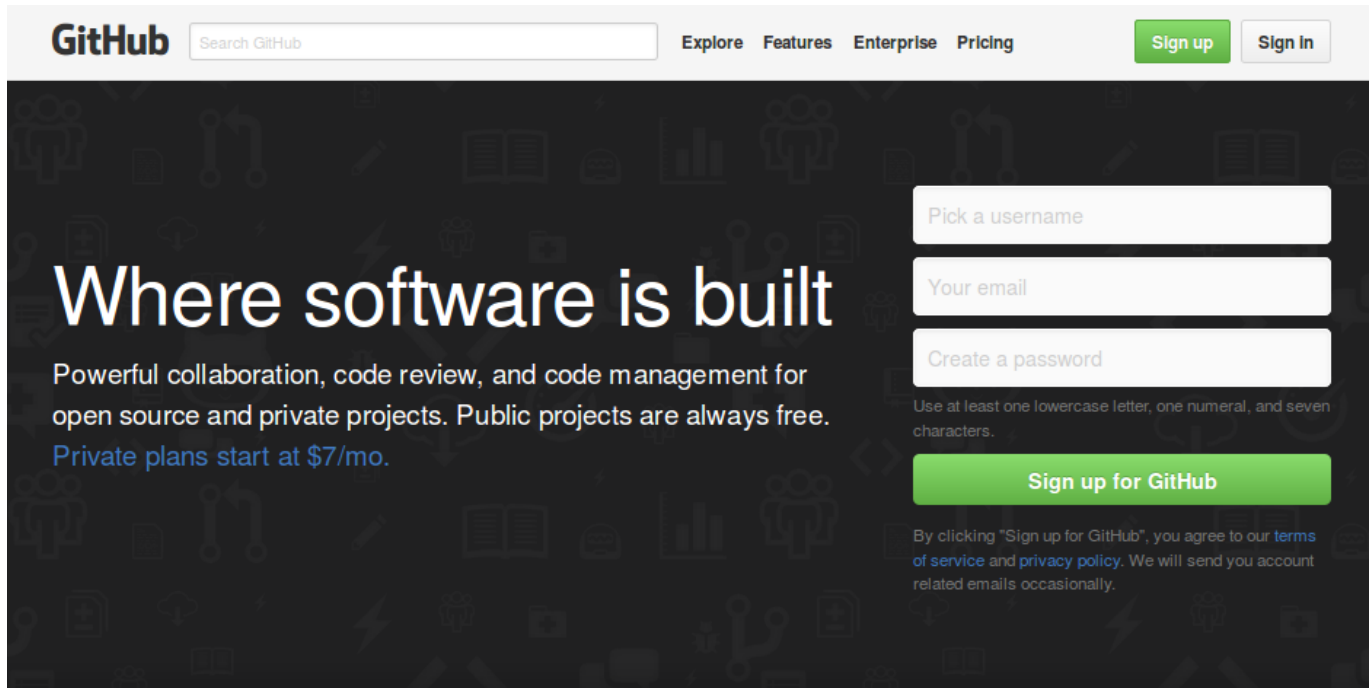 GitHub
Search GitHub
Explore Features Enterprise Pricing
Sign up
Sign in
Where software is built
Powerful collaboration, code review, and code management for
open source and private projects. Public projects are always free.
Private plans start at $7/mo.
Pick a username
Your email
Create a password
Use at least one lowercase letter, one numeral, and seven
characters.
Sign up for GitHub
By clicking "Sign up for GitHub", you agree to our terms
of service and privacy policy. We will send you account
related emails occasionally.